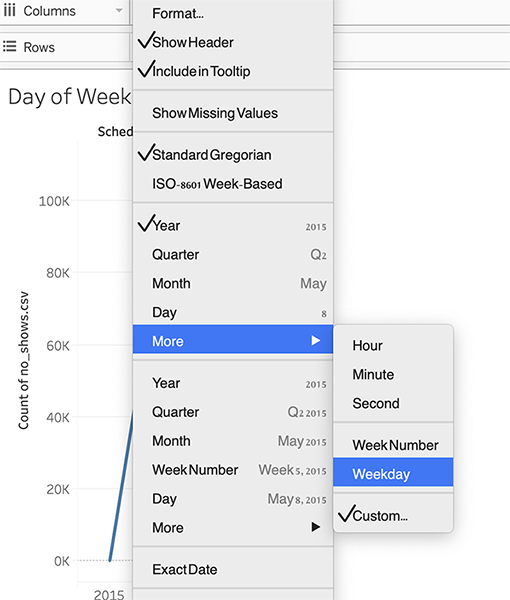 Columns
Rows
Day of Week
Sched
Count of no_shows.csv
100K
80K
60K
40K
20K
0K
2015
Format...
Show Header
Include in Tooltip
Show Missing Values
Standard Gregorian
ISO-8601 Week-Based
Year 2015
Quarter Q2
Month May
Day 8
More
Year 2015
Quarter Q2 2015
Month May 2015
Week Number Week 5, 2015
Day May 8, 2015
More
Exact Date
Hour
Minute
Second
Week Number
Weekday
Custom...